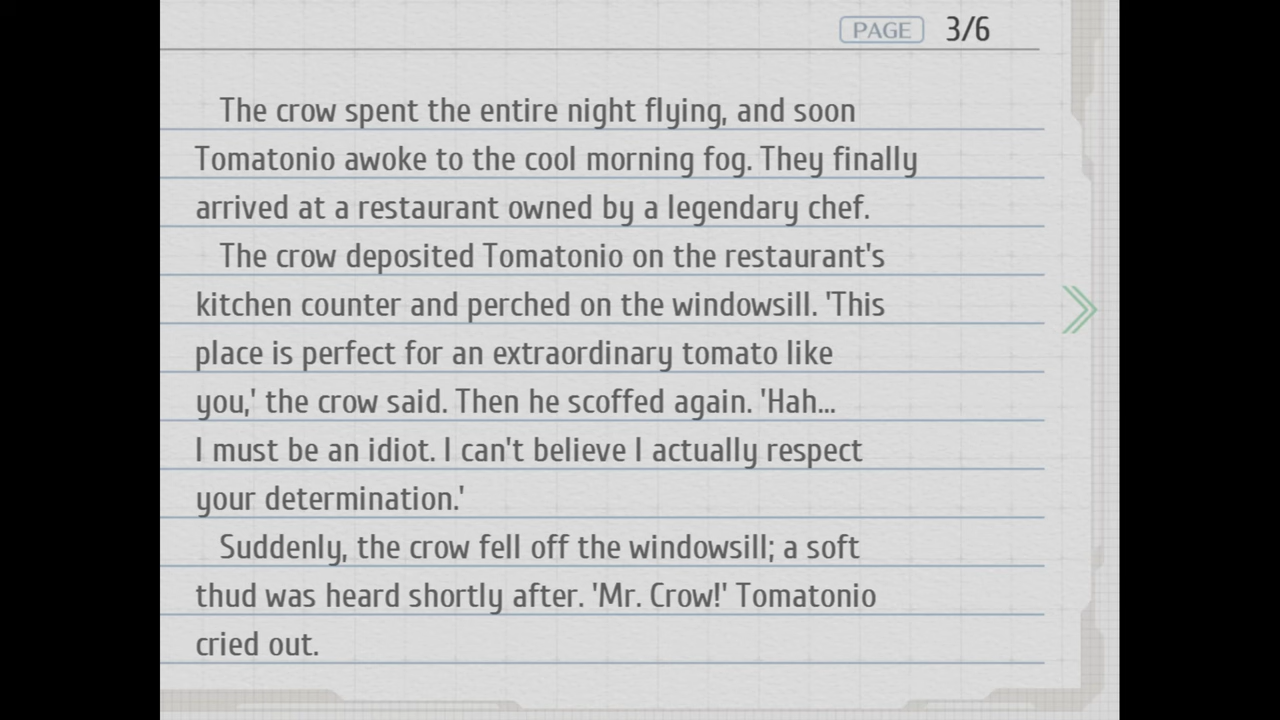 PAGE 3/6
The crow spent the entire night flying, and soon
Tomatonio awoke to the cool morning fog. They finally
arrived at a restaurant owned by a legendary chef.
The crow deposited Tomatonio on the restaurant's
kitchen counter and perched on the windowsill. 'This
place is perfect for an extraordinary tomato like
you,' the crow said. Then he scoffed again. 'Hah...
I must be an idiot. I can't believe I actually respect
your determination.'
Suddenly, the crow fell off the windowsill; a soft
thud was heard shortly after. 'Mr. Crow!' Tomatonio
cried out.